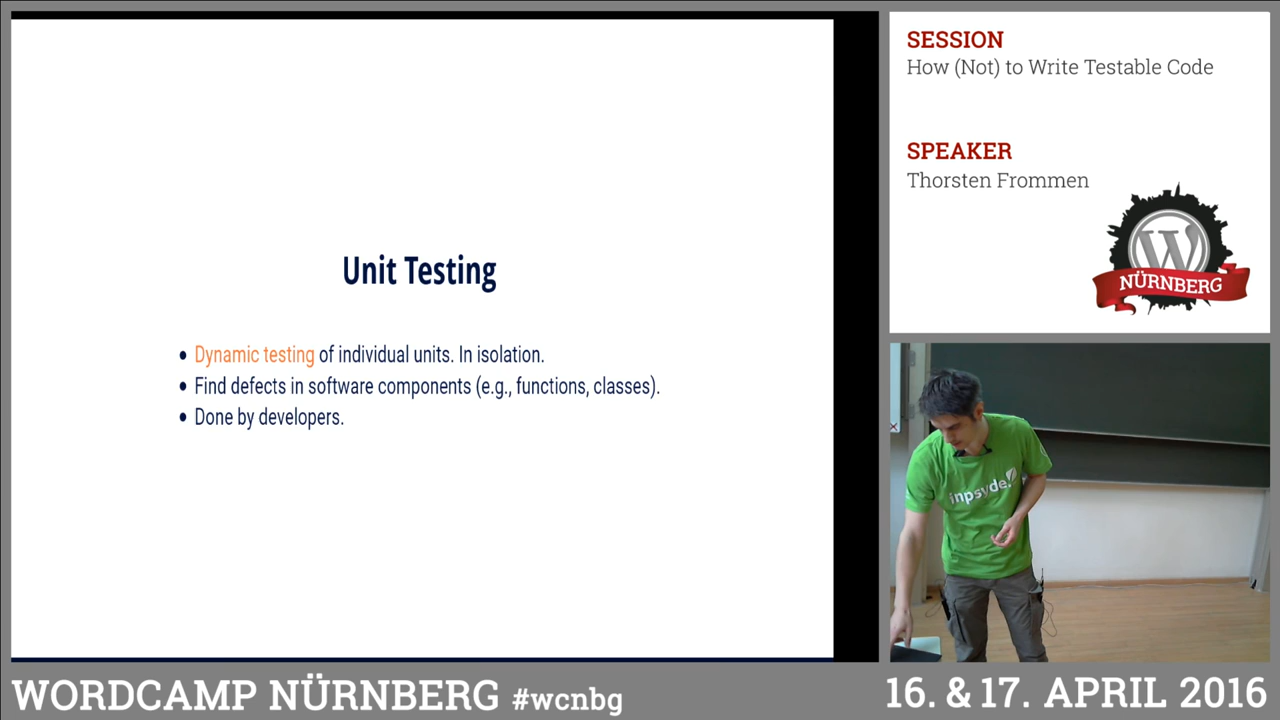 Unit Testing
• Dynamic testing of individual units. In isolation.
• Find defects in software components (e.g., functions, classes).
• Done by developers.
SESSION
How (Not) to Write Testable Code
SPEAKER
Thorsten Frommen
W
NÜRNBERG
inpsyde
WORDCAMP NÜRNBERG #wcnbg
16. & 17. APRIL 2016